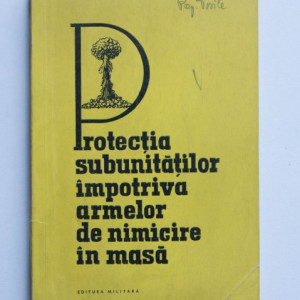 Protecția
subunităților
împotriva
armelor
de nimicire
în masă
EDITURA MILITARĂ